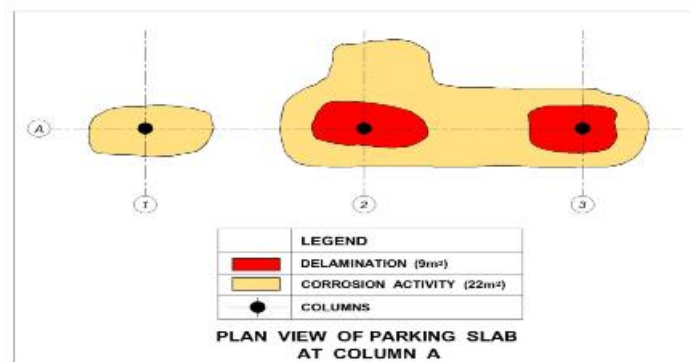 A
1
2
3
LEGEND
DELAMINATION (9m²)
CORROSION ACTIVITY (22m²)
COLUMNS
PLAN VIEW OF PARKING SLAB
AT COLUMN A